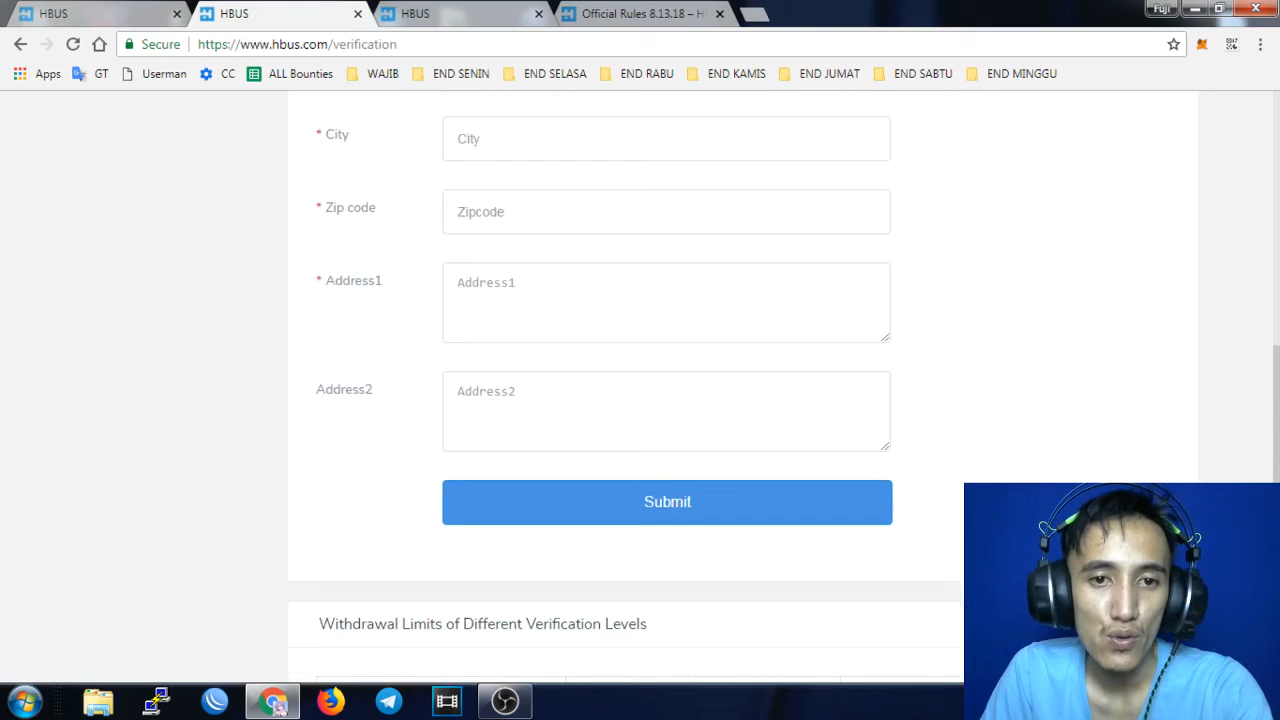 HBUS
HBUS
HBUS
Official Rules 8.13.18 – H
Fuji
Secure
https://www.hbus.com/verification
Apps
GT
Userman
CC
ALL Bounties
WAJIB
END SENIN
END SELASA
END RABU
END KAMIS
END JUMAT
END SABTU
END MINGGU
* City
City
* Zip code
Zipcode
* Address1
Address1
Address2
Address2
Submit
Withdrawal Limits of Different Verification Levels